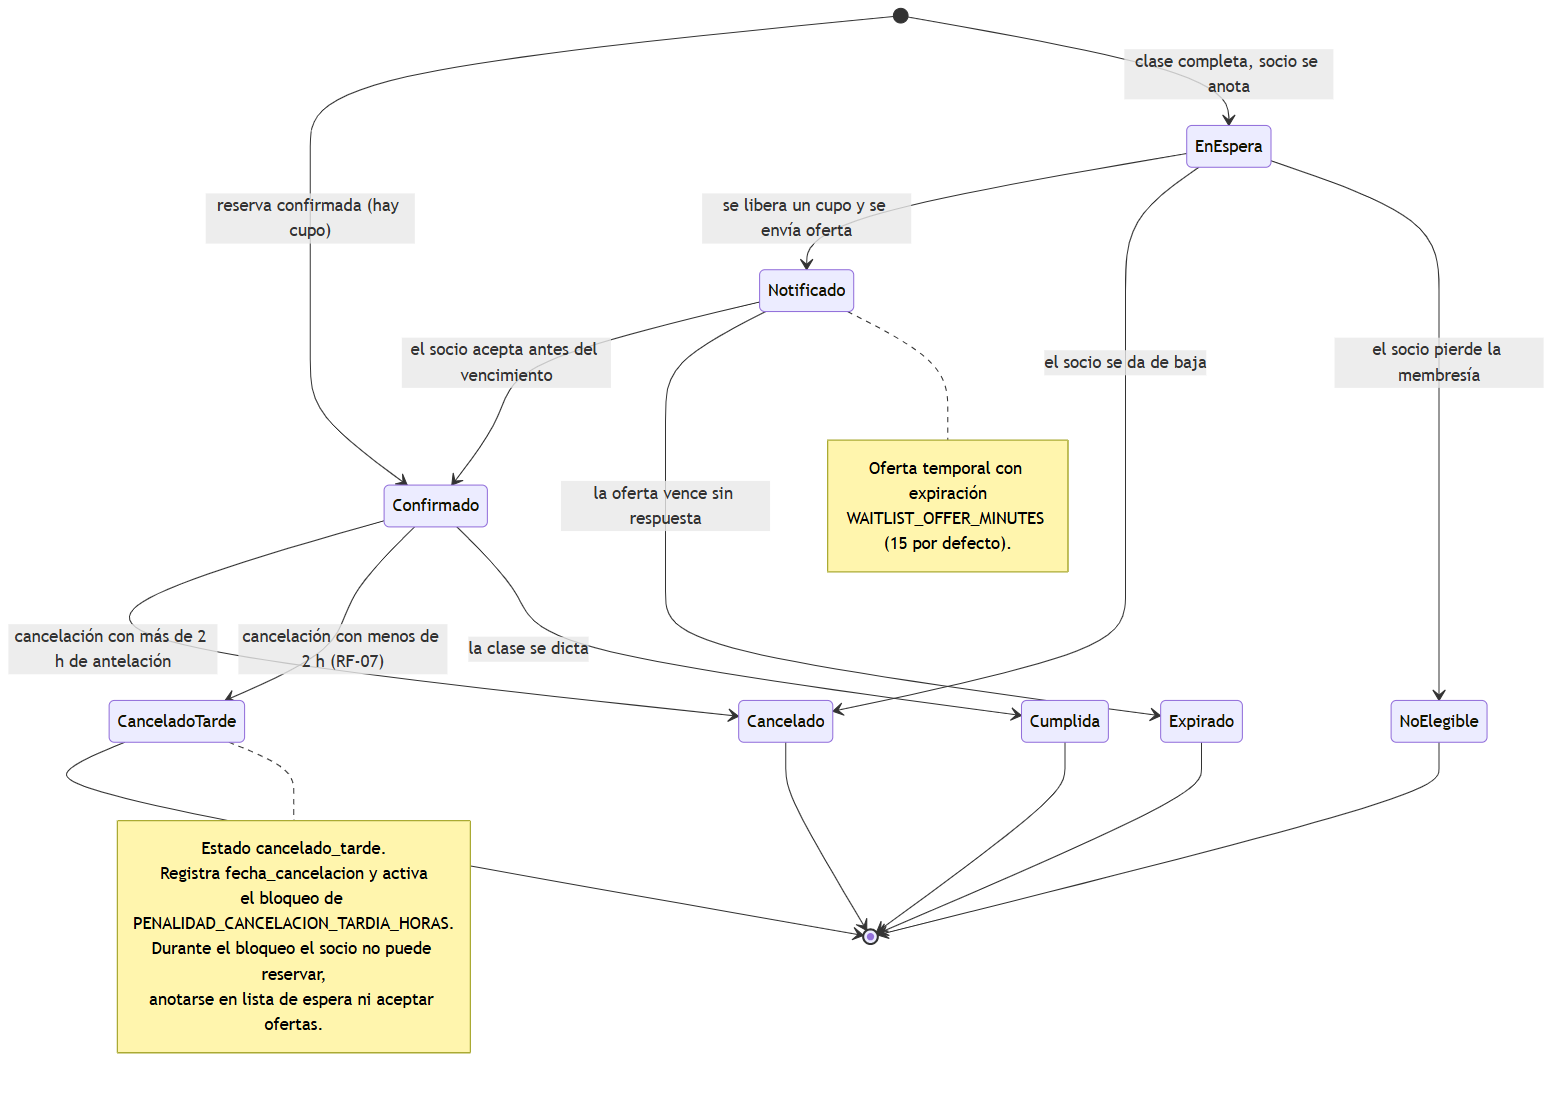 clase completa, socio se
anota
EnEspera
reserva confirmada (hay
cupo)
se libera un cupo y se
envía oferta
Notificado
el socio acepta antes del
vencimiento
el socio se da de baja
el socio pierde la
membresía
Oferta temporal con
expiración
WAITLIST_OFFER_MINUTES
(15 por defecto).
la oferta vence sin
respuesta
Confirmado
cancelación con más de 2
h de antelación
cancelación con menos de
2 h (RF-07)
la clase se dicta
CanceladoTarde
Cancelado
Cumplida
Expirado
NoElegible
Estado cancelado_tarde.
Registra fecha_cancelacion y activa
el bloqueo de
PENALIDAD_CANCELACION_TARDIA_HORAS.
Durante el bloqueo el socio no puede
reservar,
anotarse en lista de espera ni aceptar
ofertas.